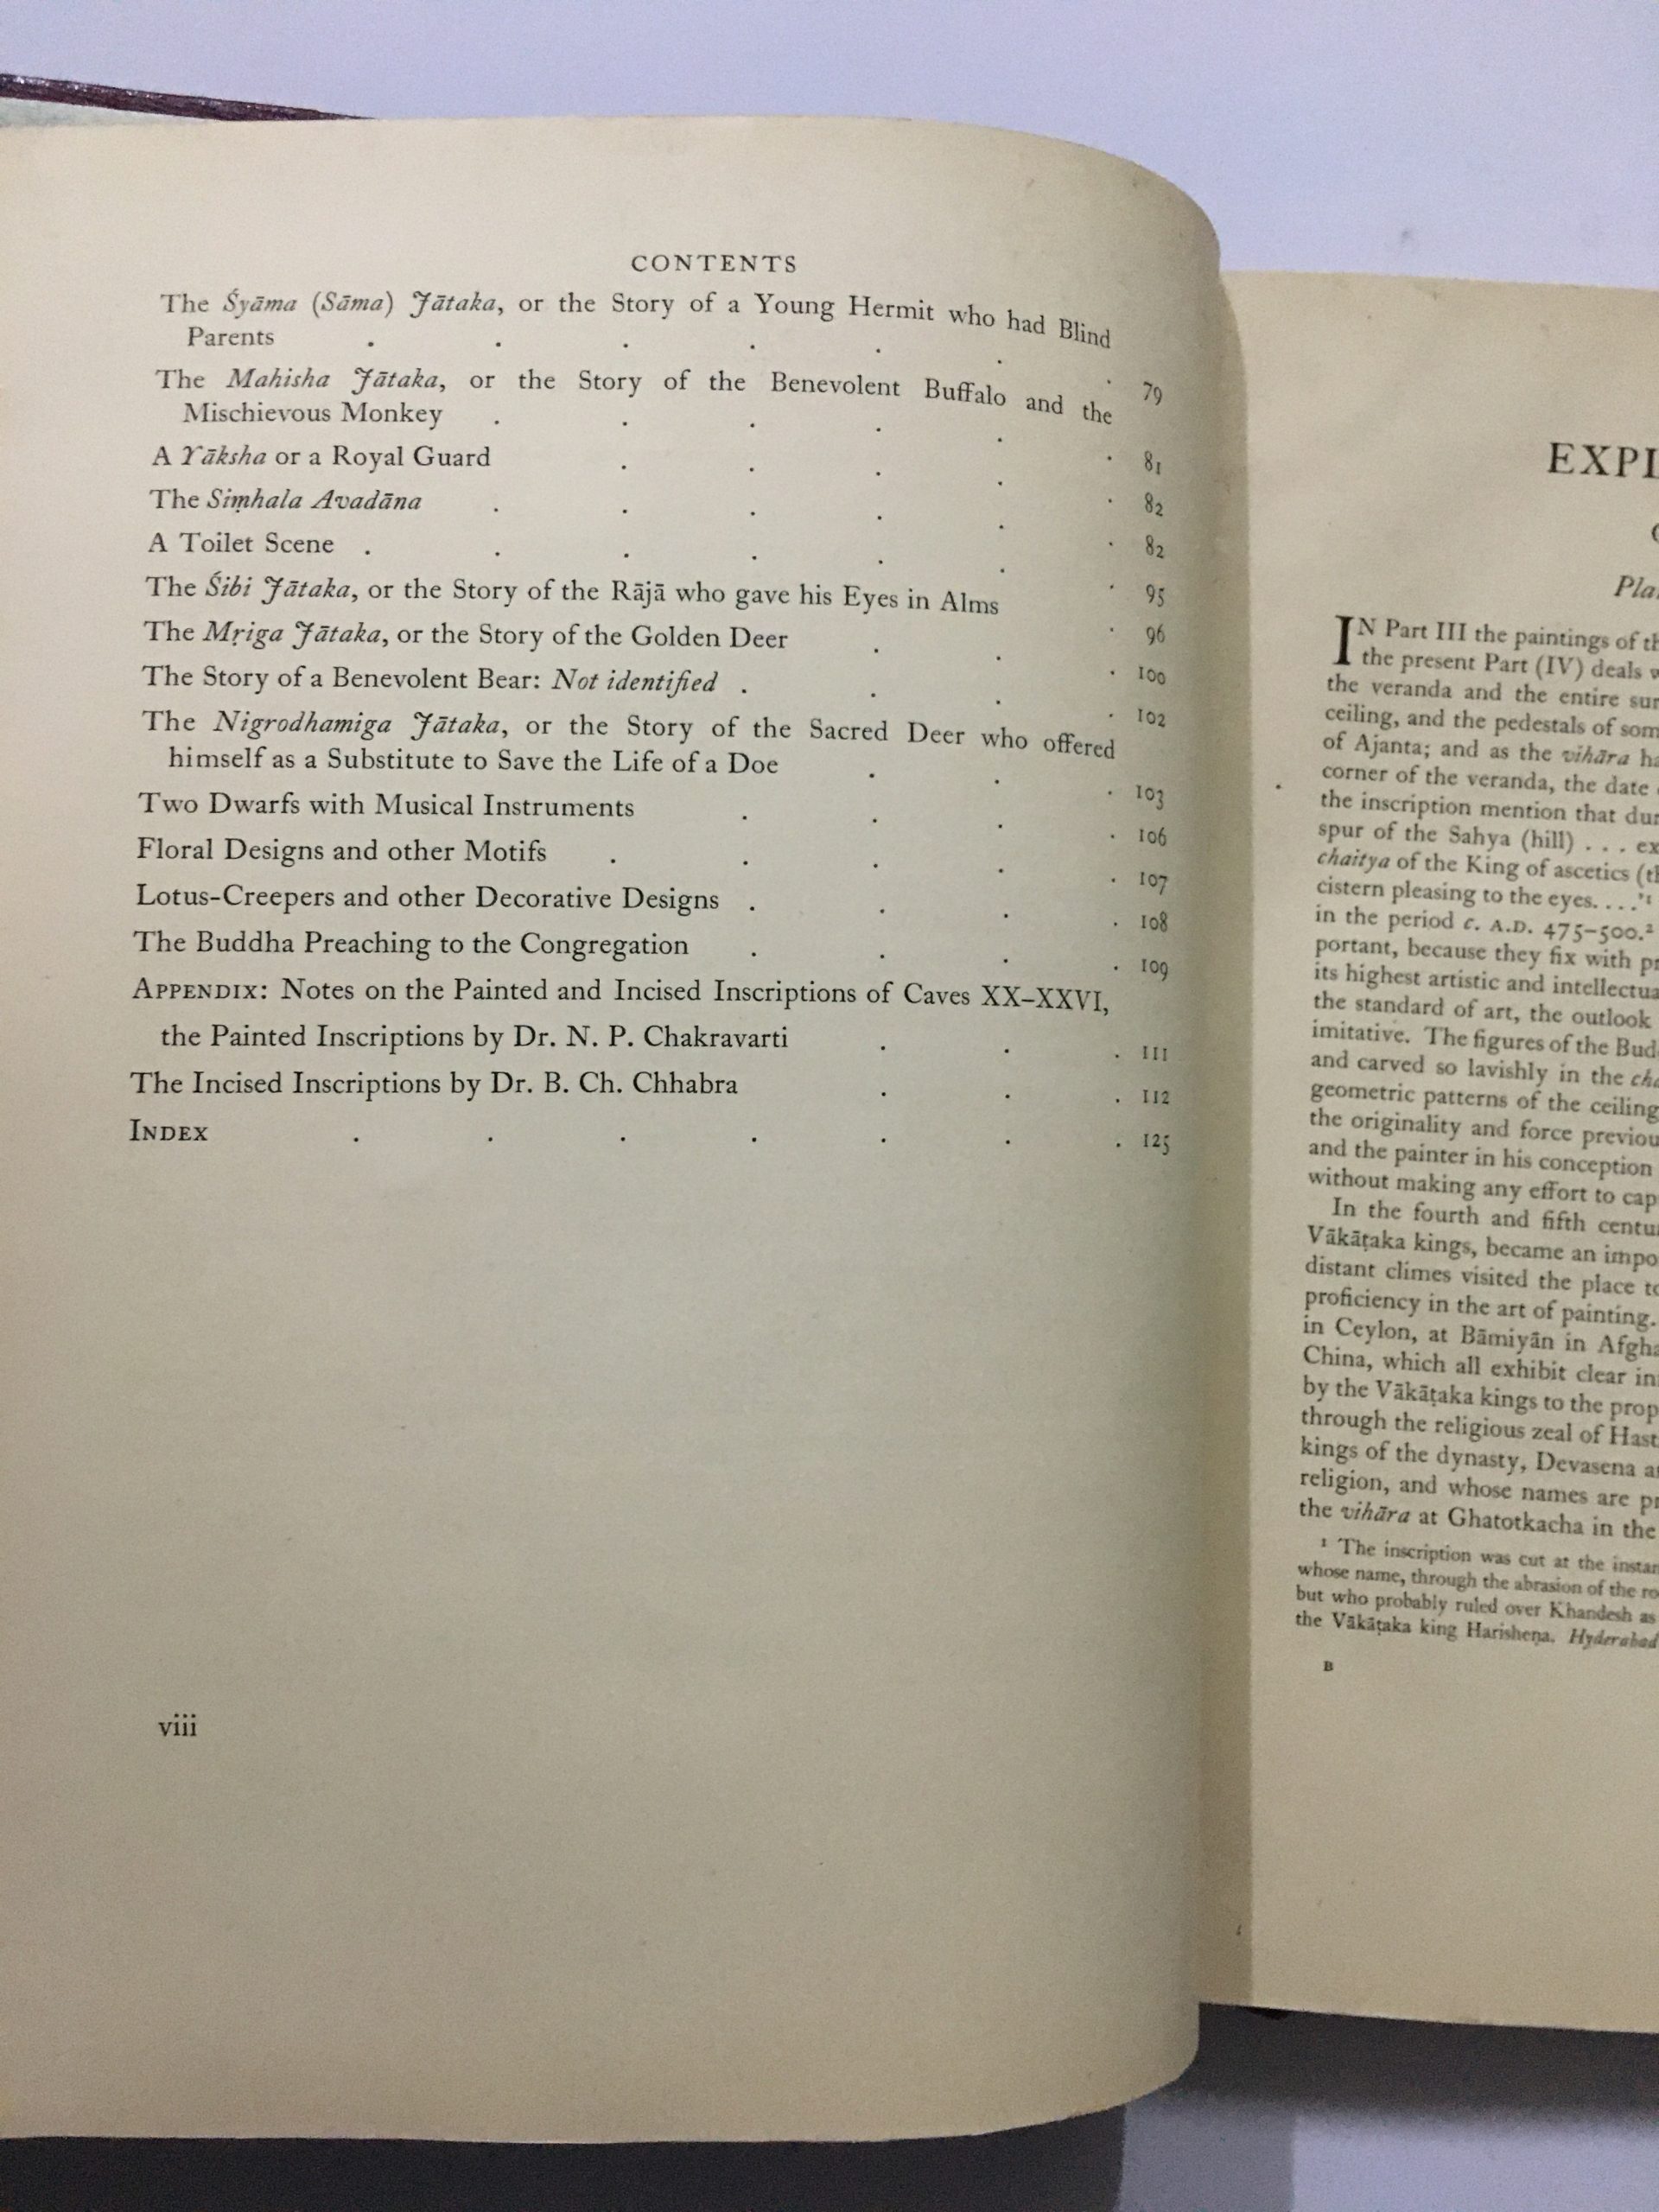 CONTENTS
The Śyāma (Sāma) Jātaka, or the Story of a Young Hermit who had Blind
Parents . . . . . . . 79
The Mahisha Jātaka, or the Story of the Benevolent Buffalo and the
Mischievous Monkey . . . . . . 81
A Yāksha or a Royal Guard . . . . . 82
The Siṃhala Avadāna . . . . . . 82
A Toilet Scene . . . . . . . 95
The Śibi Jātaka, or the Story of the Rājā who gave his Eyes in Alms . 96
The Mṛiga Jātaka, or the Story of the Golden Deer . . . 100
The Story of a Benevolent Bear: Not identified . . . . 102
The Nigrodhamiga Jātaka, or the Story of the Sacred Deer who offered
himself as a Substitute to Save the Life of a Doe . . . 103
Two Dwarfs with Musical Instruments . . . . 106
Floral Designs and other Motifs . . . . . 107
Lotus-Creepers and other Decorative Designs . . . . 108
The Buddha Preaching to the Congregation . . . . 109
APPENDIX: Notes on the Painted and Incised Inscriptions of Caves XX–XXVI,
the Painted Inscriptions by Dr. N. P. Chakravarti . . . 111
The Incised Inscriptions by Dr. B. Ch. Chhabra . . . 112
INDEX . . . . . . . 125
viii
EXPL
Pla
IN Part III the paintings of th
the present Part (IV) deals w
the veranda and the entire sur
ceiling, and the pedestals of som
of Ajanta; and as the vihāra ha
corner of the veranda, the date
the inscription mention that dur
spur of the Sahya (hill) . . . ex
chaitya of the King of ascetics (th
cistern pleasing to the eyes. . . .'¹
in the period c. A.D. 475–500.²
portant, because they fix with pr
its highest artistic and intellectua
the standard of art, the outlook
imitative. The figures of the Bud
and carved so lavishly in the cha
geometric patterns of the ceiling
the originality and force previou
and the painter in his conception
without making any effort to cap
In the fourth and fifth centu
Vākāṭaka kings, became an impo
distant climes visited the place to
proficiency in the art of painting.
in Ceylon, at Bāmiyān in Afgha
China, which all exhibit clear in
by the Vākāṭaka kings to the prop
through the religious zeal of Hast
kings of the dynasty, Devasena a
religion, and whose names are pr
the vihāra at Ghatotkacha in the
¹ The inscription was cut at the instan
whose name, through the abrasion of the ro
but who probably ruled over Khandesh as
the Vākāṭaka king Harisheṇa. Hyderabad
B